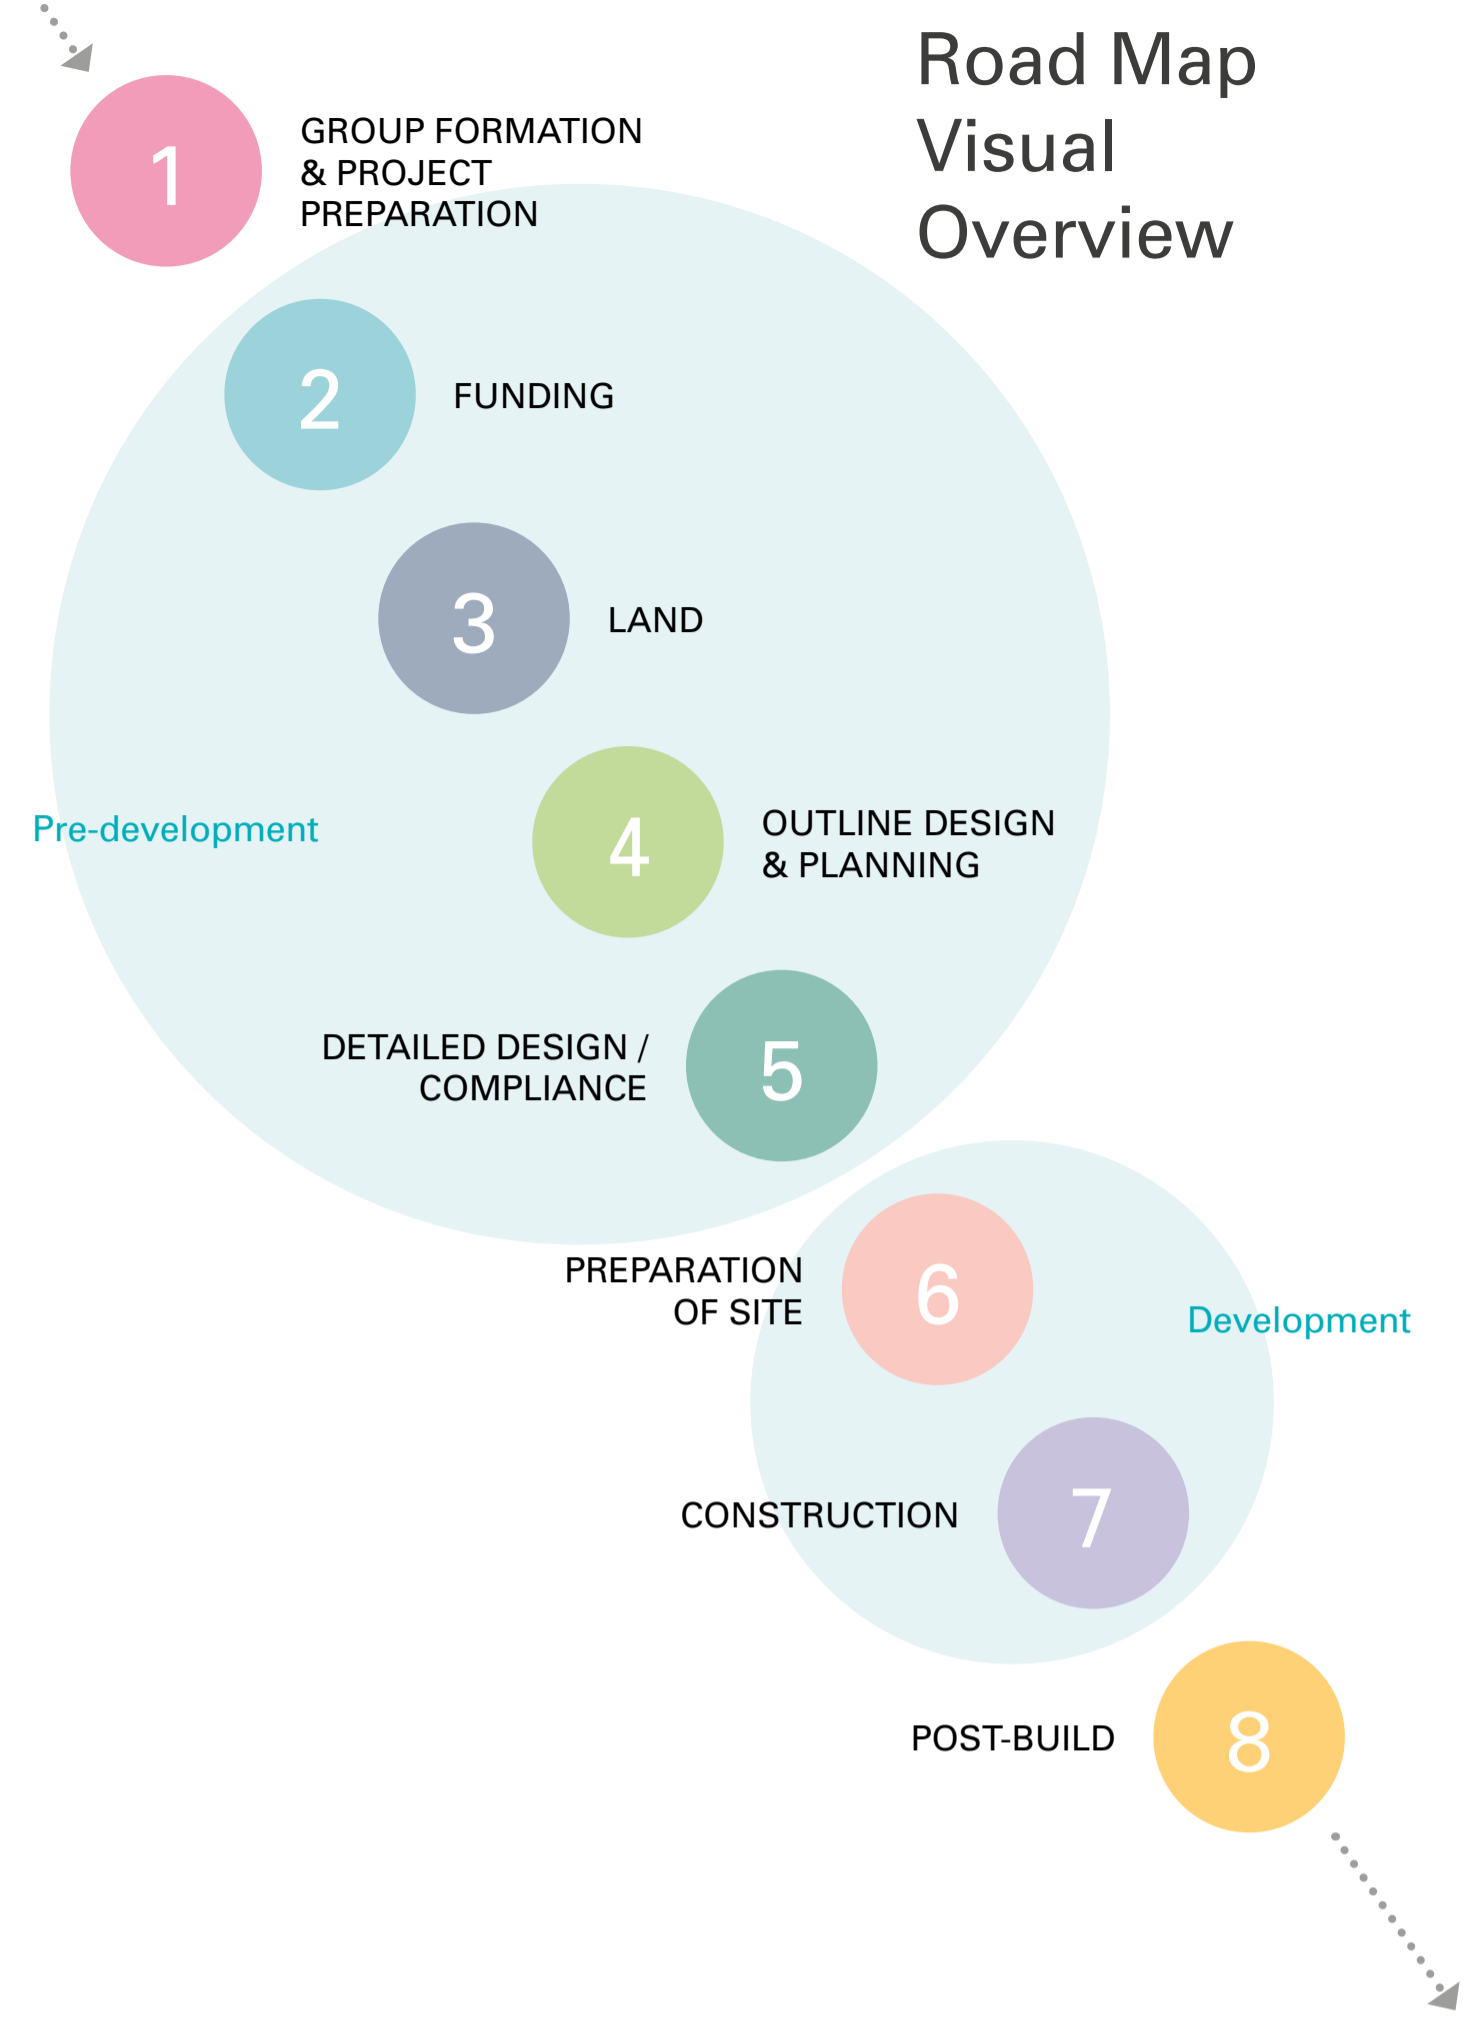 Road Map
Visual
Overview
1
GROUP FORMATION
& PROJECT
PREPARATION
2
FUNDING
3
LAND
Pre-development
4
OUTLINE DESIGN
& PLANNING
DETAILED DESIGN /
COMPLIANCE
5
PREPARATION
OF SITE
6
Development
CONSTRUCTION
7
POST-BUILD
8